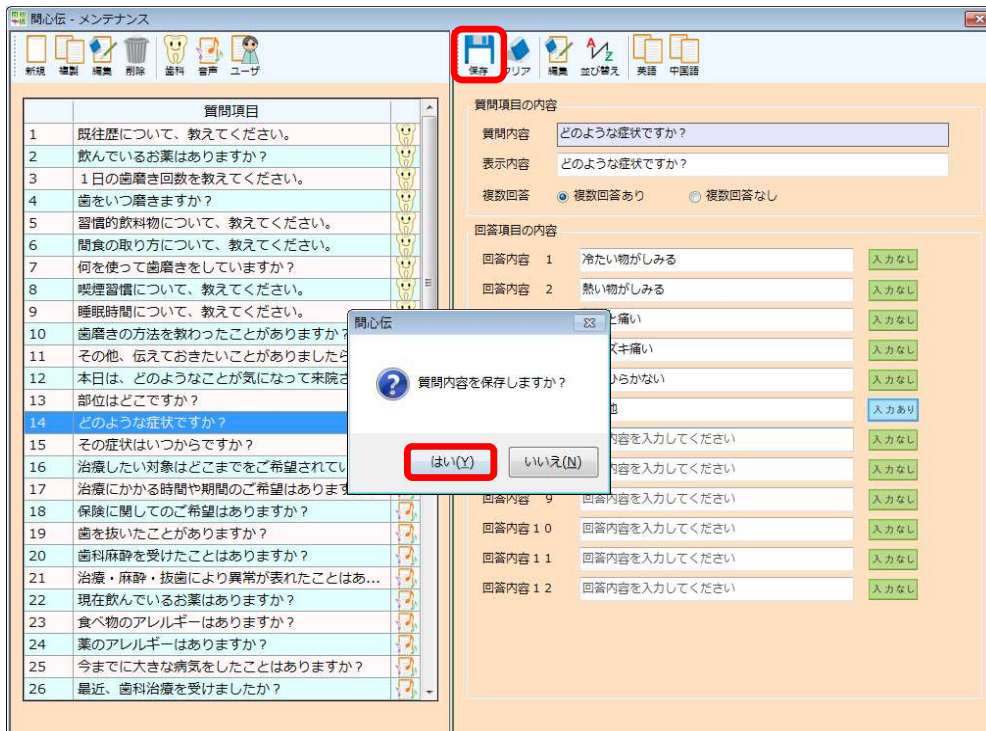 問心伝 - メンテナンス
新規 複製 編集 削除 歯科 音声 ユーザ
保存 クリア 編集 並び替え 英語 中国語
質問項目
1 既往歴について、教えてください。
2 飲んでいるお薬はありますか?
3 1日の歯磨き回数を教えてください。
4 歯をいつ磨きますか?
5 習慣的飲料物について、教えてください。
6 間食の取り方について、教えてください。
7 何を使って歯磨きをしていますか?
8 喫煙習慣について、教えてください。
9 睡眠時間について、教えてください。
10 歯磨きの方法を教わったことがありますか?
11 その他、伝えておきたいことがありましたら
12 本日は、どのようなことが気になって来院さ
13 部位はどこですか?
14 どのような症状ですか?
15 その症状はいつからですか?
16 治療したい対象はどこまでをご希望されてい
17 治療にかかる時間や期間のご希望はあります
18 保険に関してのご希望はありますか?
19 歯を抜いたことがありますか?
20 歯科麻酔を受けたことはありますか?
21 治療・麻酔・抜歯により異常が表れたことはあ...
22 現在飲んでいるお薬はありますか?
23 食べ物のアレルギーはありますか?
24 薬のアレルギーはありますか?
25 今までに大きな病気をしたことはありますか?
26 最近、歯科治療を受けましたか?
質問項目の内容
質問内容 どのような症状ですか?
表示内容 どのような症状ですか?
複数回答 複数回答あり 複数回答なし
回答項目の内容
回答内容 1 冷たい物がしみる 入力なし
回答内容 2 熱い物がしみる 入力なし
と痛い 入力なし
ズキ痛い 入力なし
ひらかない 入力なし
他 入力あり
内容を入力してください 入力なし
内容を入力してください 入力なし
回答内容 9 回答内容を入力してください 入力なし
回答内容10 回答内容を入力してください 入力なし
回答内容11 回答内容を入力してください 入力なし
回答内容12 回答内容を入力してください 入力なし
問心伝
質問内容を保存しますか?
はい(Y) いいえ(N)